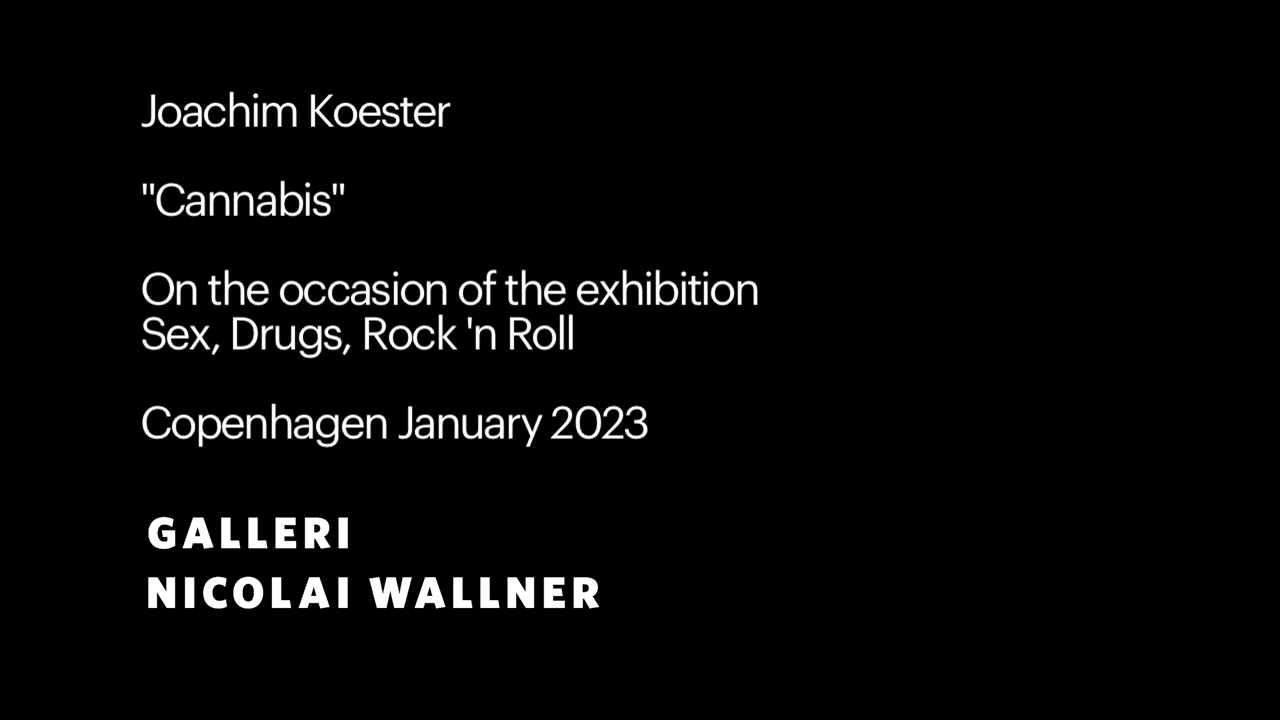 Joachim Koester
"Cannabis"
On the occasion of the exhibition
Sex, Drugs, Rock 'n Roll
Copenhagen January 2023
GALLERI
NICOLAI WALLNER